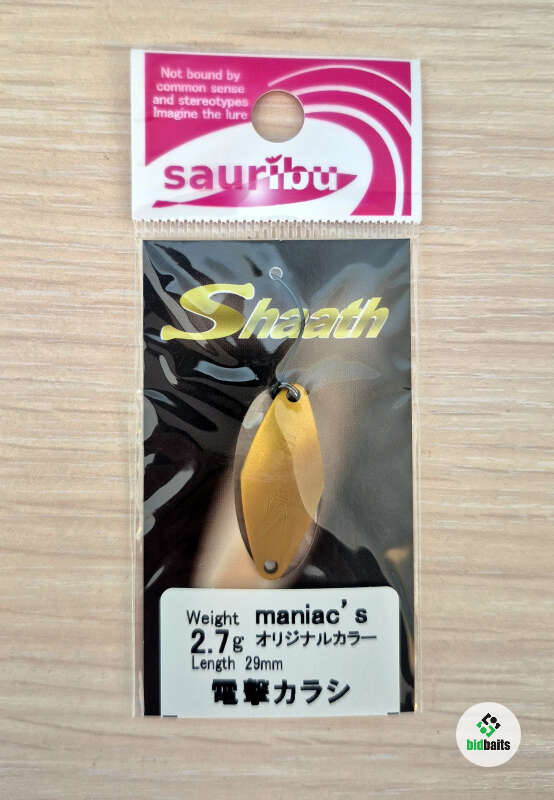 Not bound by
common sense
and stereotypes
Imagine the lure
sauribu
Shaath
Weight maniac's
2.7g オリジナルカラー
Length 29mm
電撃カラシ
bidbaits